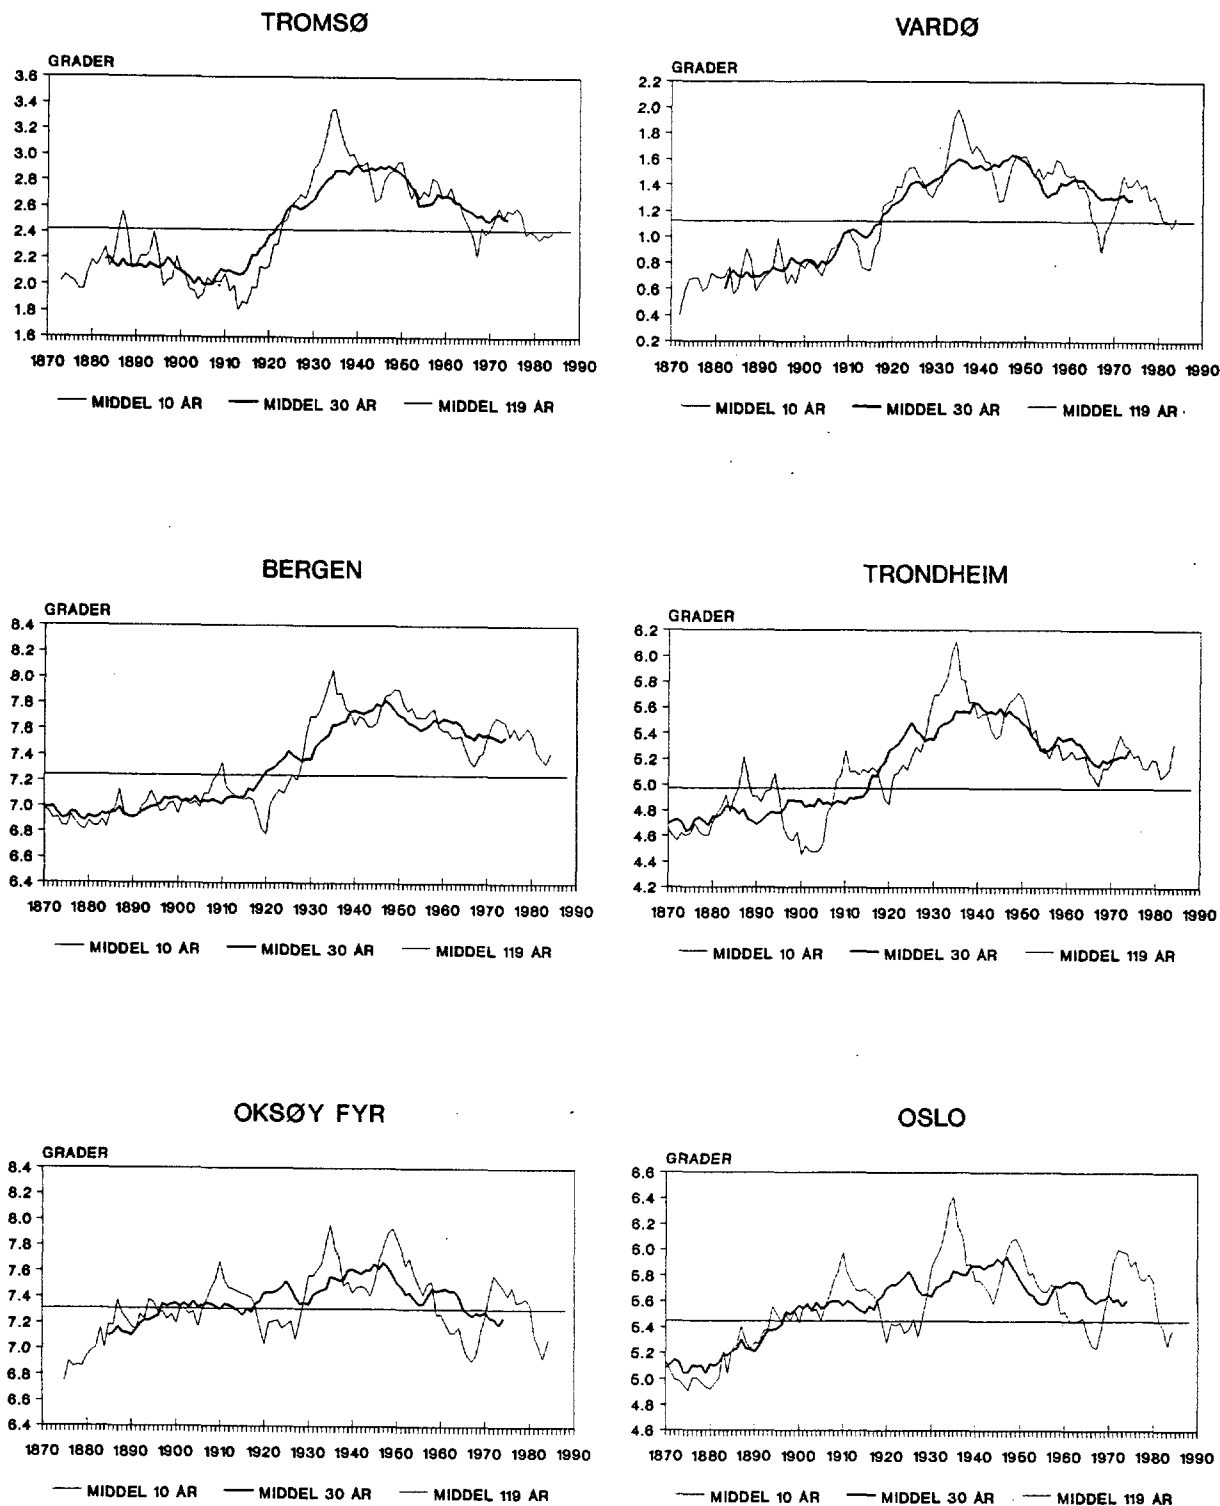 TROMSØ
GRADER
3.6
3.4
3.2
3.0
2.8
2.6
2.4
2.2
2.0
1.8
1.6
1870 1880 1890 1900 1910 1920 1930 1940 1950 1960 1970 1980 1990
MIDDEL 10 ÅR MIDDEL 30 ÅR MIDDEL 119 ÅR
VARDØ
GRADER
2.2
2.0
1.8
1.6
1.4
1.2
1.0
0.8
0.6
0.4
0.2
1870 1880 1890 1900 1910 1920 1930 1940 1950 1960 1970 1980 1990
MIDDEL 10 ÅR MIDDEL 30 ÅR MIDDEL 119 ÅR
BERGEN
GRADER
8.4
8.2
8.0
7.8
7.6
7.4
7.2
7.0
6.8
6.6
6.4
1870 1880 1890 1900 1910 1920 1930 1940 1950 1960 1970 1980 1990
MIDDEL 10 ÅR MIDDEL 30 ÅR MIDDEL 119 ÅR
TRONDHEIM
GRADER
6.2
6.0
5.8
5.6
5.4
5.2
5.0
4.8
4.6
4.4
4.2
1870 1880 1890 1900 1910 1920 1930 1940 1950 1960 1970 1980 1990
MIDDEL 10 ÅR MIDDEL 30 ÅR MIDDEL 119 ÅR
OKSØY FYR
GRADER
8.4
8.2
8.0
7.8
7.6
7.4
7.2
7.0
6.8
6.6
6.4
1870 1880 1890 1900 1910 1920 1930 1940 1950 1960 1970 1980 1990
MIDDEL 10 ÅR MIDDEL 30 ÅR MIDDEL 119 ÅR
OSLO
GRADER
6.6
6.4
6.2
6.0
5.8
5.6
5.4
5.2
5.0
4.8
4.6
1870 1880 1890 1900 1910 1920 1930 1940 1950 1960 1970 1980 1990
MIDDEL 10 ÅR MIDDEL 30 ÅR MIDDEL 119 ÅR